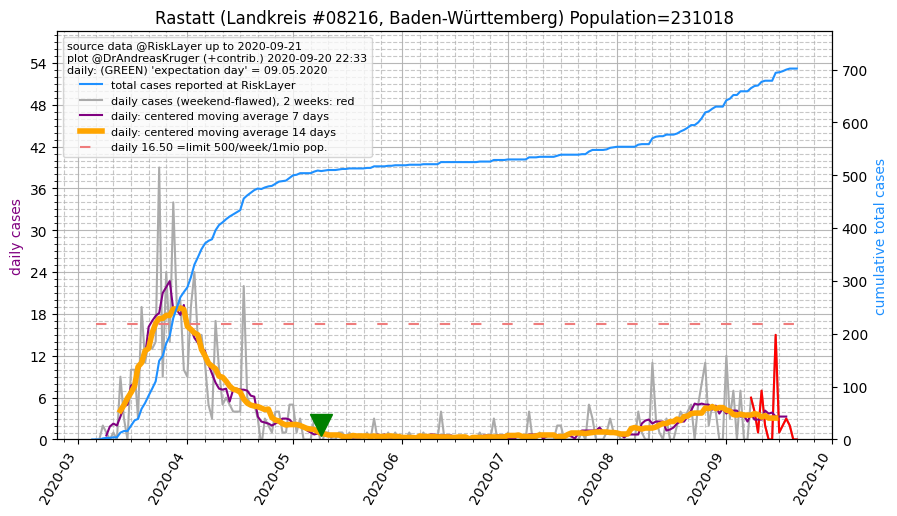 Rastatt (Landkreis #08216, Baden-Württemberg) Population=231018
source data @RiskLayer up to 2020-09-21
plot @DrAndreasKruger (+contrib.) 2020-09-20 22:33
daily: (GREEN) 'expectation day' = 09.05.2020
total cases reported at RiskLayer
daily cases (weekend-flawed), 2 weeks: red
daily: centered moving average 7 days
daily: centered moving average 14 days
daily 16.50 =limit 500/week/1mio pop.
daily cases
54
48
42
36
30
24
18
12
6
0
700
600
500
400
300
200
100
0
cumulative total cases
2020-03
2020-04
2020-05
2020-06
2020-07
2020-08
2020-09
2020-10